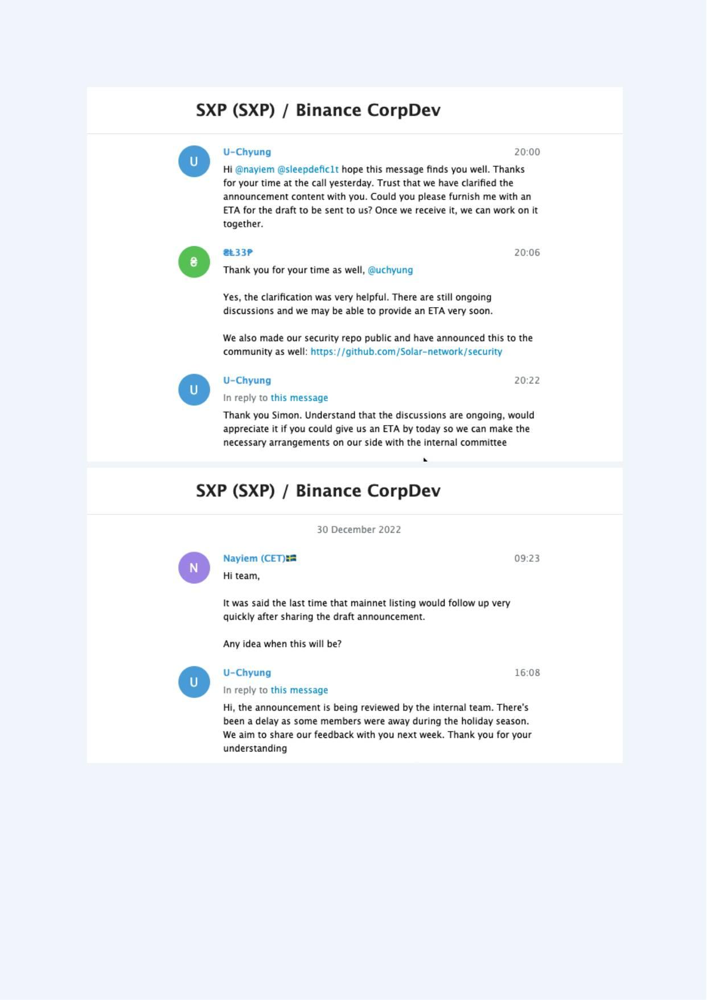 SXP (SXP) / Binance CorpDev
U
U-Chyung 20:00
Hi @nayiem @sleepdefic1t hope this message finds you well. Thanks
for your time at the call yesterday. Trust that we have clarified the
announcement content with you. Could you please furnish me with an
ETA for the draft to be sent to us? Once we receive it, we can work on it
together.
₴
₴Ⱡ33₱ 20:06
Thank you for your time as well, @uchyung
Yes, the clarification was very helpful. There are still ongoing
discussions and we may be able to provide an ETA very soon.
We also made our security repo public and have announced this to the
community as well: https://github.com/Solar-network/security
U
U-Chyung 20:22
In reply to this message
Thank you Simon. Understand that the discussions are ongoing, would
appreciate it if you could give us an ETA by today so we can make the
necessary arrangements on our side with the internal committee
SXP (SXP) / Binance CorpDev
30 December 2022
N
Nayiem (CET)🇸🇪 09:23
Hi team,
It was said the last time that mainnet listing would follow up very
quickly after sharing the draft announcement.
Any idea when this will be?
U
U-Chyung 16:08
In reply to this message
Hi, the announcement is being reviewed by the internal team. There's
been a delay as some members were away during the holiday season.
We aim to share our feedback with you next week. Thank you for your
understanding